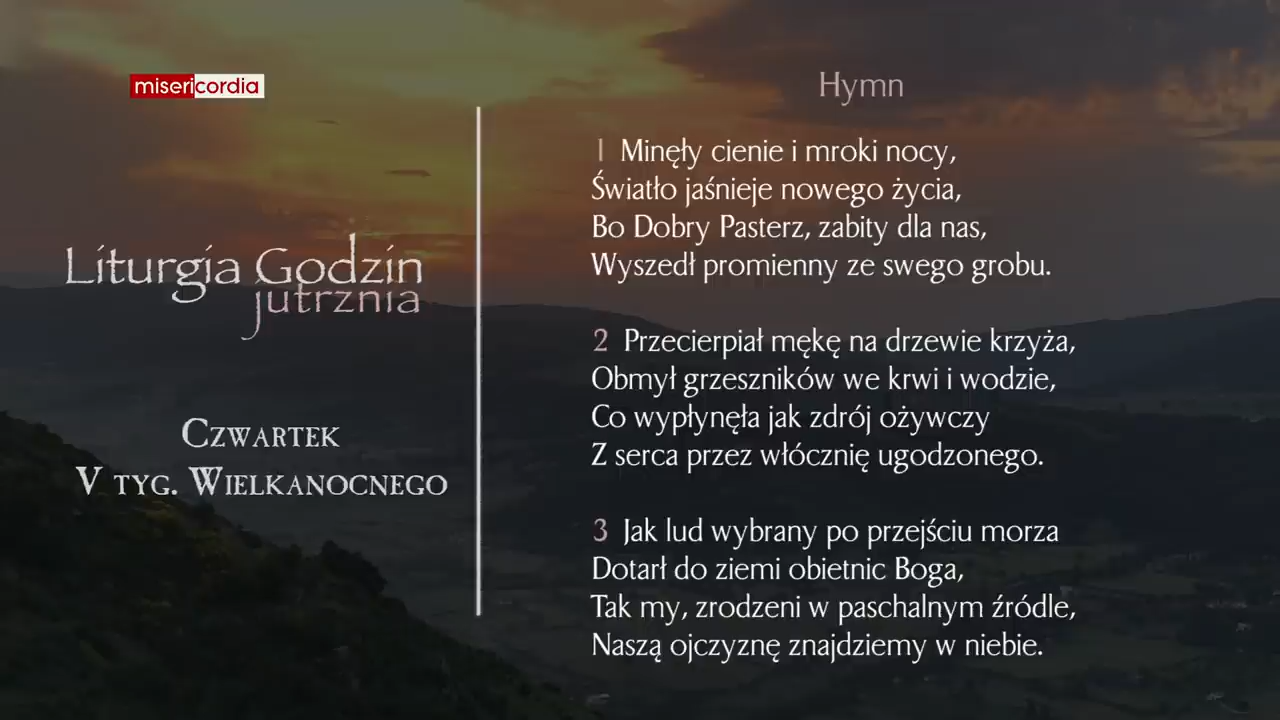 misericordia
Liturgia Godzin
jutrznia
Czwartek
V tyg. Wielkanocnego
Hymn
1 Minęły cienie i mroki nocy,
Światło jaśnieje nowego życia,
Bo Dobry Pasterz, zabity dla nas,
Wyszedł promienny ze swego grobu.
2 Przecierpiał mękę na drzewie krzyża,
Obmył grzeszników we krwi i wodzie,
Co wypłynęła jak zdrój ożywczy
Z serca przez włócznię ugodzonego.
3 Jak lud wybrany po przejściu morza
Dotarł do ziemi obietnic Boga,
Tak my, zrodzeni w paschalnym źródle,
Naszą ojczyznę znajdziemy w niebie.